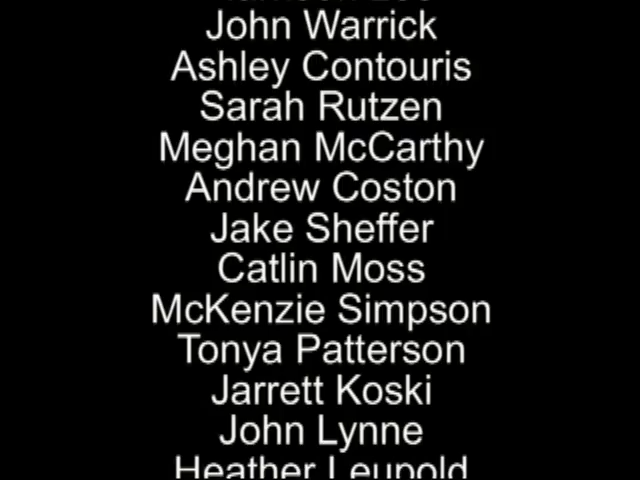 John Warrick
Ashley Contouris
Sarah Rutzen
Meghan McCarthy
Andrew Coston
Jake Sheffer
Catlin Moss
McKenzie Simpson
Tonya Patterson
Jarrett Koski
John Lynne
Heather Leupold